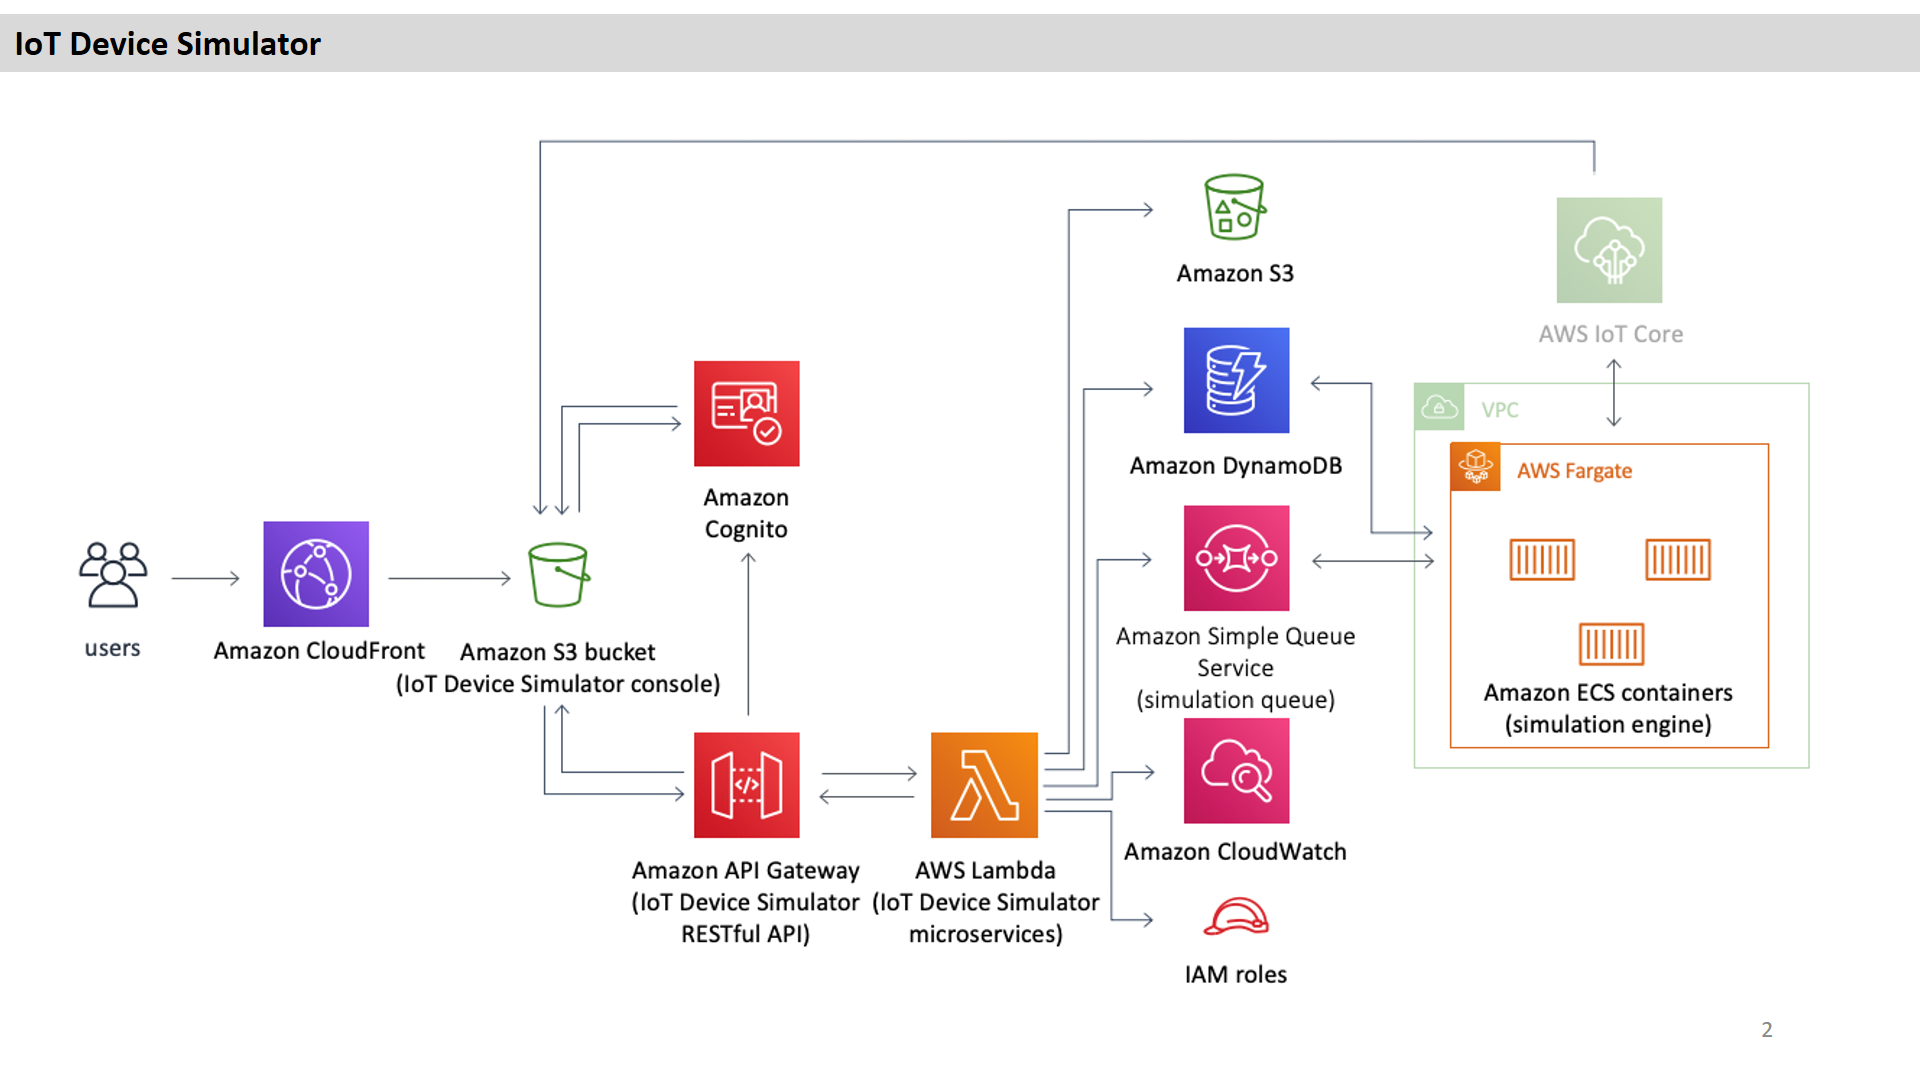 IoT Device Simulator
Amazon S3
AWS IoT Core
VPC
Amazon DynamoDB
AWS Fargate
Amazon
Cognito
users
Amazon CloudFront
Amazon S3 bucket
(IoT Device Simulator console)
Amazon Simple Queue
Service
(simulation queue)
Amazon ECS containers
(simulation engine)
</>
Amazon API Gateway
(IoT Device Simulator
RESTful API)
AWS Lambda
(IoT Device Simulator
microservices)
Amazon CloudWatch
IAM roles
2